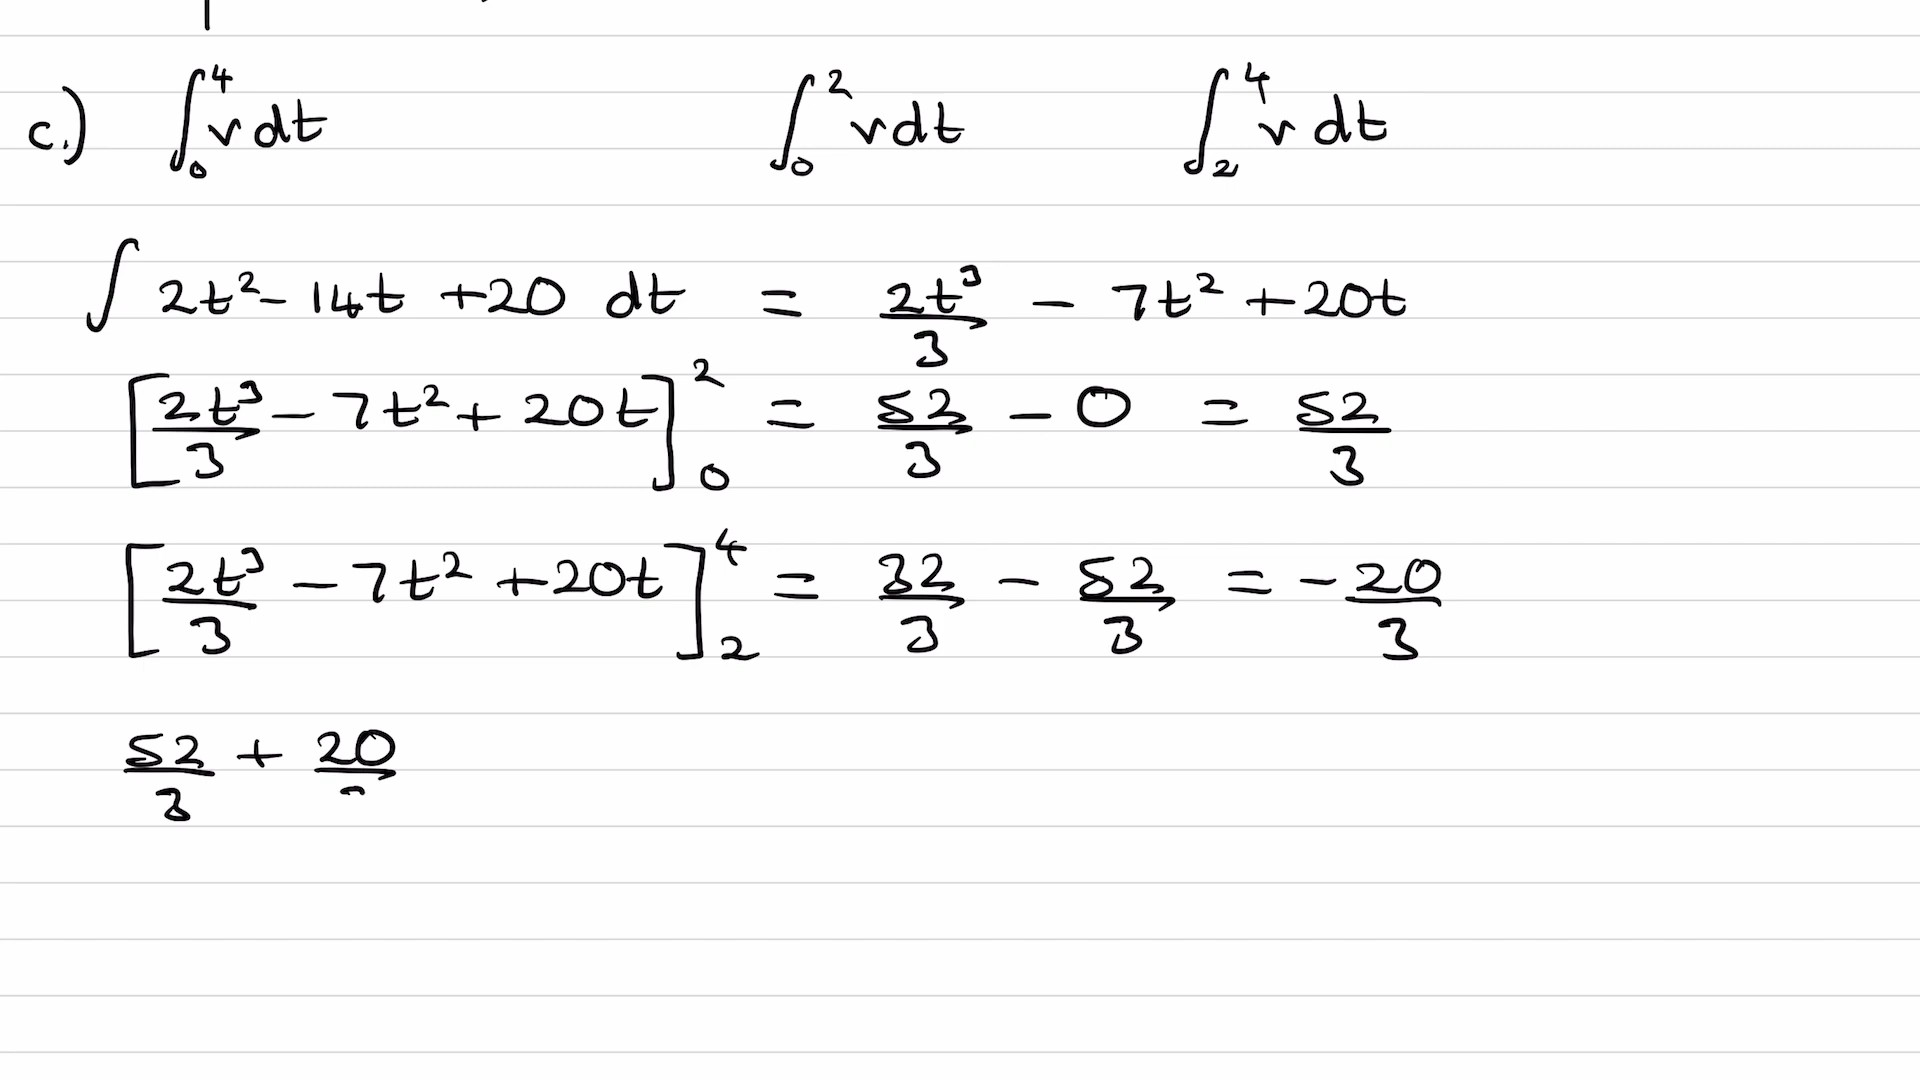 c.) ∫₀⁴ v dt ∫₀² v dt ∫₂⁴ v dt
∫ 2t² - 14t + 20 dt = 2t³/3 - 7t² + 20t
[2t³/3 - 7t² + 20t]₀² = 52/3 - 0 = 52/3
[2t³/3 - 7t² + 20t]₂⁴ = 32/3 - 52/3 = -20/3
52/3 + 20/